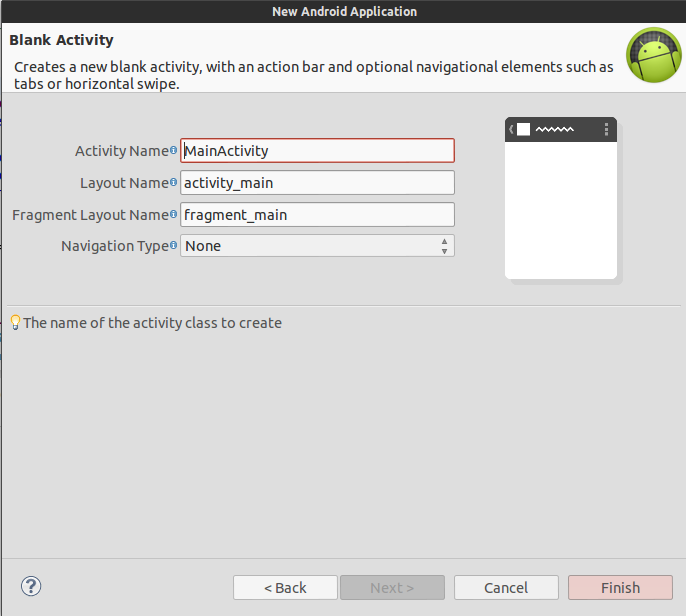 New Android Application
Blank Activity
Creates a new blank activity, with an action bar and optional navigational elements such as
tabs or horizontal swipe.
Activity Name MainActivity
Layout Name activity_main
Fragment Layout Name fragment_main
Navigation Type None
The name of the activity class to create
? < Back Next > Cancel Finish